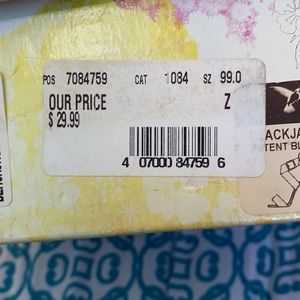 POS 7084759 CAT 1084 SZ 99.0
OUR PRICE Z
$ 29.99
4 07000 84759 6
ACKJA
TENT BU